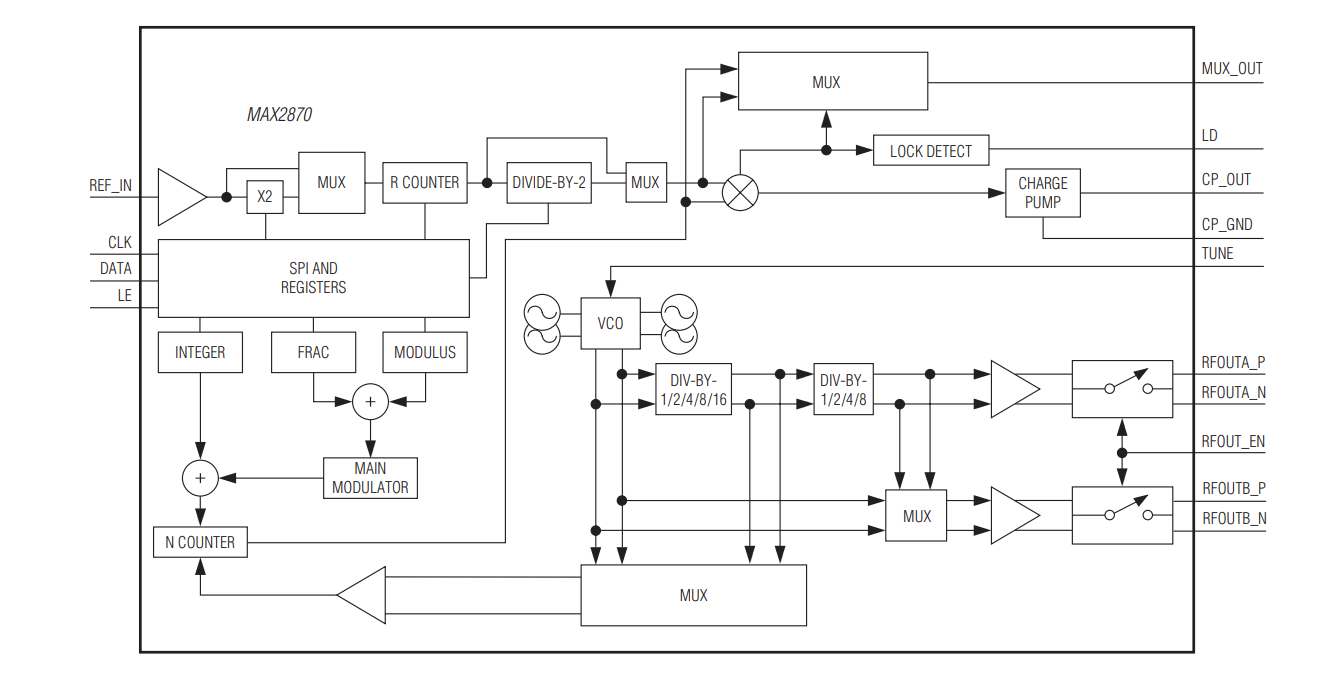 MUX_OUT
MUX
MAX2870
LD
LOCK DETECT
REF_IN
X2
MUX
R COUNTER
DIVIDE-BY-2
MUX
CHARGE
PUMP
CP_OUT
CP_GND
CLK
DATA
LE
SPI AND
REGISTERS
TUNE
VCO
INTEGER
FRAC
MODULUS
DIV-BY-
1/2/4/8/16
DIV-BY-
1/2/4/8
RFOUTA_P
RFOUTA_N
+
RFOUT_EN
+
MAIN
MODULATOR
RFOUTB_P
RFOUTB_N
MUX
N COUNTER
MUX